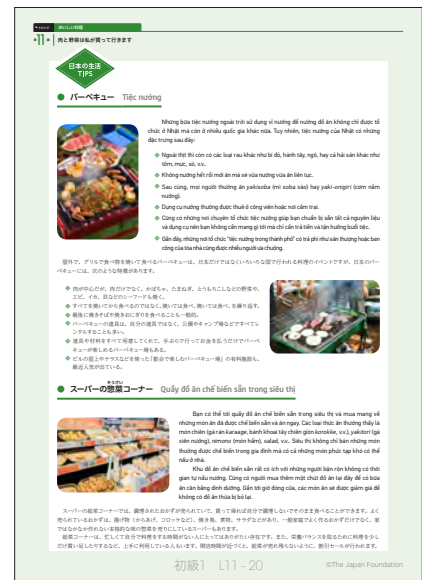 トピック おいしい料理
第11課 肉と野菜は私が買って行きます
日本の生活
TIPS
● バーベキュー Tiệc nướng
Những bữa tiệc nướng ngoài trời sử dụng vỉ nướng để nướng đồ ăn không chỉ được tổ
chức ở Nhật mà còn ở nhiều quốc gia khác nữa. Tuy nhiên, tiệc nướng của Nhật có những
đặc trưng sau đây:
❖ Ngoài thịt thì còn có các loại rau khác như bí đỏ, hành tây, ngô, hay cả hải sản khác như
tôm, mực, sò, v.v..
❖ Không nướng hết rồi mới ăn mà sẽ vừa nướng vừa ăn liên tục.
❖ Sau cùng, mọi người thường ăn yakisoba (mì soba xào) hay yaki-onigiri (cơm nắm
nướng).
❖ Dụng cụ nướng thường được thuê ở công viên hoặc nơi cắm trại.
❖ Cũng có những nơi chuyên tổ chức tiệc nướng giúp bạn chuẩn bị sẵn tất cả nguyên liệu
và dụng cụ nên bạn không cần mang gì tới mà chỉ cần trả tiền và tận hưởng buổi tiệc.
❖ Gần đây, những nơi tổ chức "tiệc nướng trong thành phố" có trả phí như sân thượng hoặc ban
công của tòa nhà cũng được nhiều người ưa chuộng.
屋外で、グリルで食べ物を焼いて食べるバーベキューは、日本だけではなくいろいろな国で行われる料理のイベントですが、日本のバー
ベキューには、次のような特徴があります。
❖ 肉が中心だが、肉だけでなく、かぼちゃ、たまねぎ、とうもろこしなどの野菜や、
エビ、イカ、貝などのシーフードも焼く。
❖ すべてを焼いてから食べるのではなく、焼いては食べ、焼いては食べ、を繰り返す。
❖ 最後に焼きそばや焼きおにぎりを食べることも一般的。
❖ バーベキューの道具は、自分の道具ではなく、公園やキャンプ場などですべてレ
ンタルすることも多い。
❖ 道具や材料をすべて用意してくれて、手ぶらで行ってお金を払うだけでバーベ
キューが楽しめるバーベキュー場もある。
❖ ビルの屋上やテラスなどを使った「都会で楽しむバーベキュー場」の有料施設も、
最近人気が出ている。
● スーパーの惣菜コーナー Quầy đồ ăn chế biến sẵn trong siêu thị
Bạn có thể tới quầy đồ ăn chế biến sẵn trong siêu thị và mua mang về
những món ăn đã được chế biến sẵn và ăn ngay. Các loại thức ăn thường thấy là
món chiên (gà rán karaage, bánh khoai tây chiên giòn korokke, v.v.), yakitori (gà
xiên nướng), nimono (món hầm), salad, v.v.. Siêu thị không chỉ bán những món
thường được chế biến trong gia đình mà có cả những món phức tạp khó có thể
nấu ở nhà.
Khu đồ ăn chế biến sẵn rất có ích với những người bận rộn không có thời
gian tự nấu nướng. Cũng có người mua thêm một chút đồ ăn tại đây để có bữa
ăn cân bằng dinh dưỡng. Gần tới giờ đóng cửa, các món ăn sẽ được giảm giá để
không có đồ ăn thừa bị bỏ lại.
スーパーの惣菜コーナーでは、調理されたおかずが売られていて、買って帰れば自分で調理しないでそのまま食べることができます。よく
売られているおかずは、揚げ物（からあげ、コロッケなど）、焼き鳥、煮物、サラダなどがあり、一般家庭でよく作るおかずだけでなく、家
ではなかなか作れない本格的な味の惣菜を売りにしているスーパーもあります。
惣菜コーナーは、忙しくて自分で料理をする時間がない人にとってはありがたい存在です。また、栄養バランスを取るために料理を少し
だけ買い足したりするなど、上手に利用している人もいます。閉店時間が近づくと、惣菜が売れ残らないように、割引セールが行われます。
初級1 L11 - 20
©The Japan Foundation